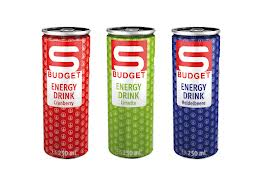 S
BUDGET
ENERGY
DRINK
Cranberry
250 ml
S
BUDGET
ENERGY
DRINK
Limette
250 ml
S
BUDGET
ENERGY
DRINK
Heidelbeere
250 ml